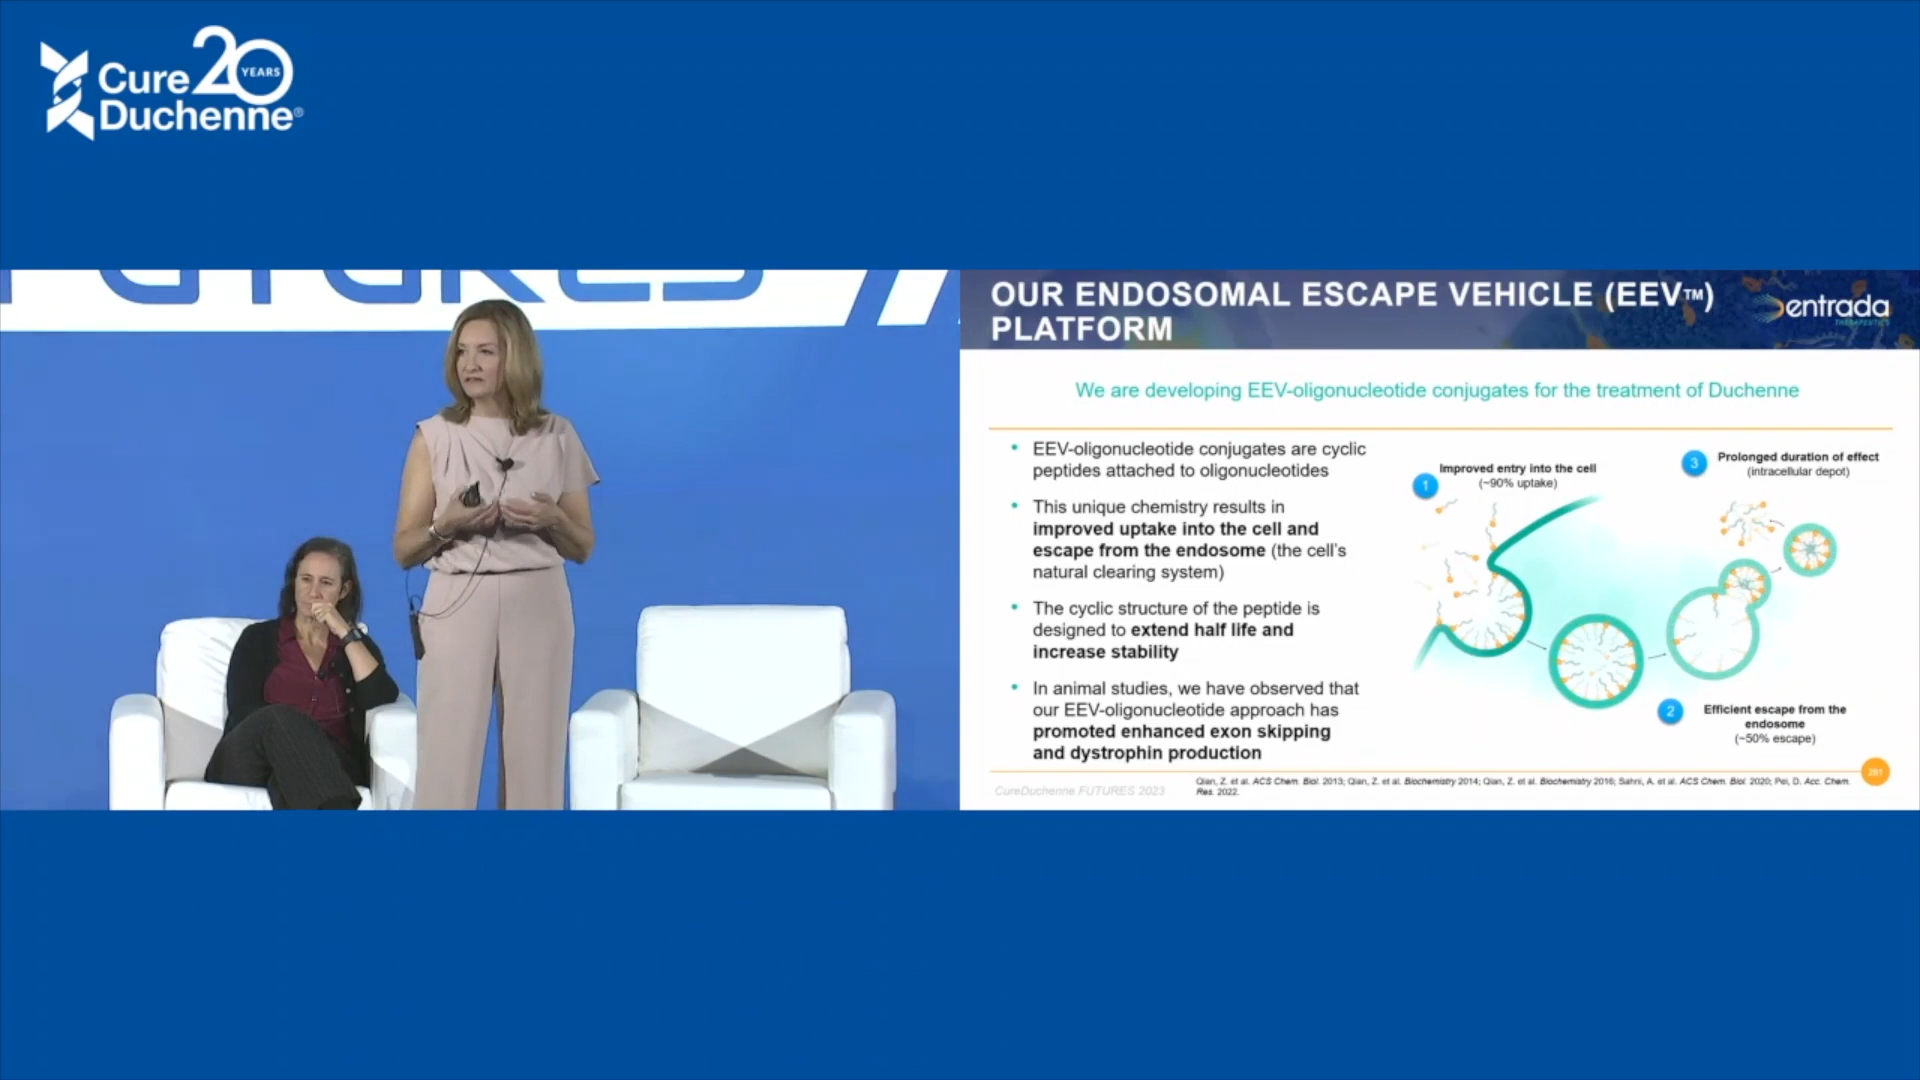 Cure 20 YEARS
Duchenne®
FUTURES
OUR ENDOSOMAL ESCAPE VEHICLE (EEV™)
PLATFORM
entrada
THERAPEUTICS
We are developing EEV-oligonucleotide conjugates for the treatment of Duchenne
• EEV-oligonucleotide conjugates are cyclic
peptides attached to oligonucleotides
• This unique chemistry results in
improved uptake into the cell and
escape from the endosome (the cell's
natural clearing system)
• The cyclic structure of the peptide is
designed to extend half life and
increase stability
• In animal studies, we have observed that
our EEV-oligonucleotide approach has
promoted enhanced exon skipping
and dystrophin production
1
Improved entry into the cell
(~90% uptake)
3
Prolonged duration of effect
(intracellular depot)
2
Efficient escape from the
endosome
(~50% escape)
CureDuchenne FUTURES 2023
Qian, Z. et al. ACS Chem. Biol. 2013; Qian, Z. et al. Biochemistry 2014; Qian, Z. et al. Biochemistry 2016; Sahni, A. et al. ACS Chem. Biol. 2020; Pei, D. Acc. Chem.
Res. 2022.
281